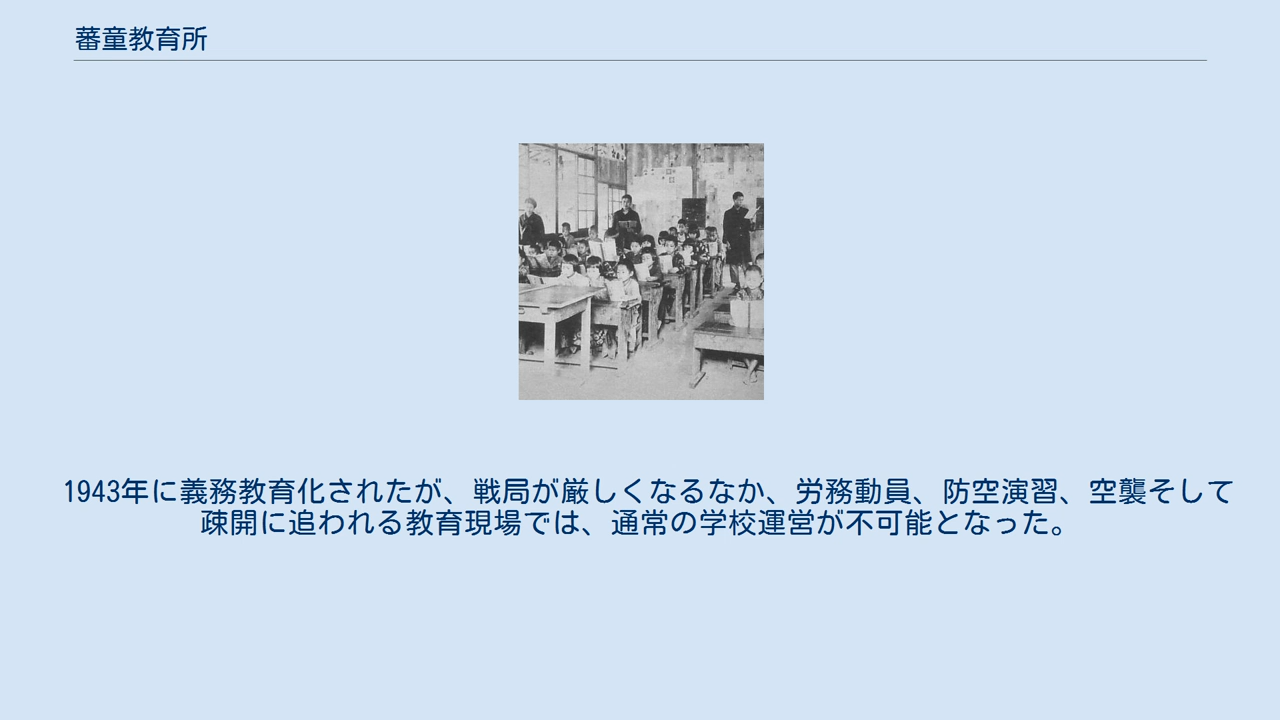 蕃童教育所
1943年に義務教育化されたが、戦局が厳しくなるなか、労務動員、防空演習、空襲そして
疎開に追われる教育現場では、通常の学校運営が不可能となった。